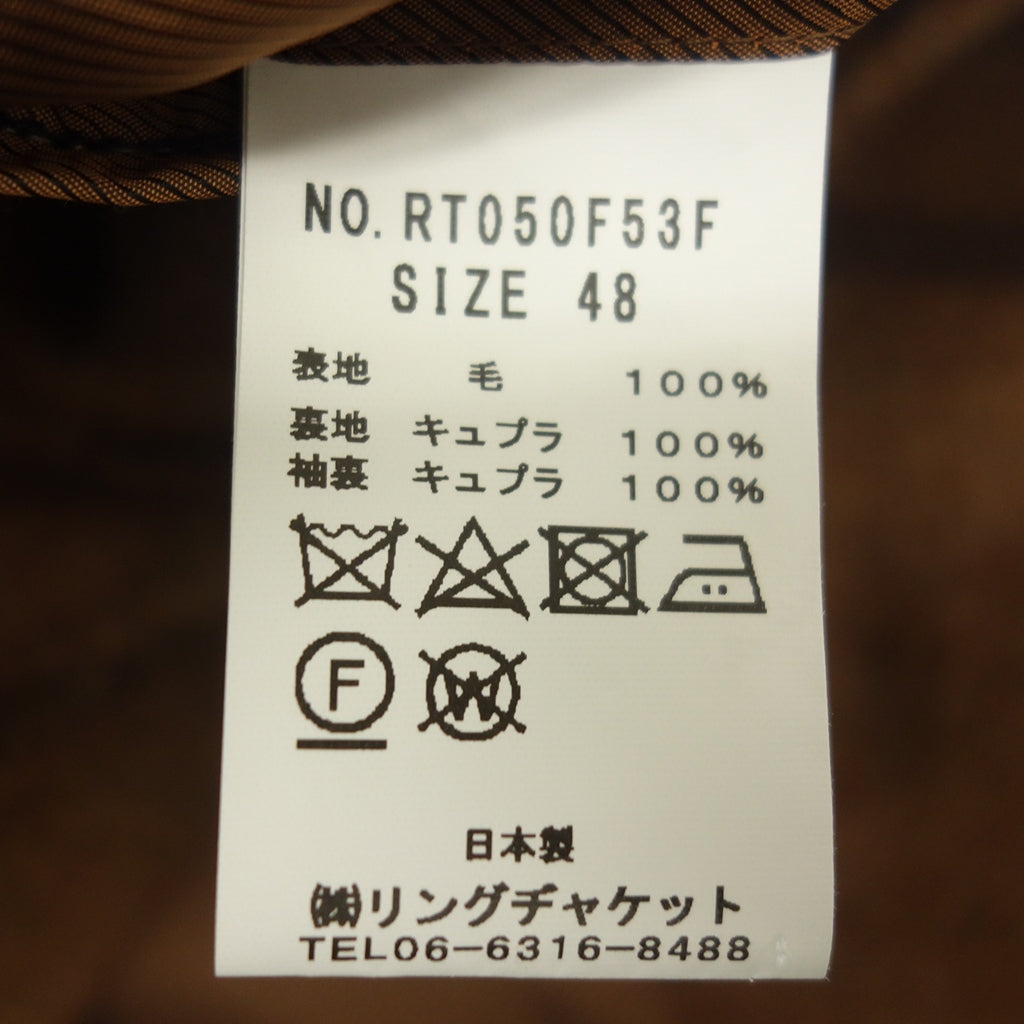 NO.RT050F53F
SIZE 48
表地 毛 100%
裏地 キュプラ 100%
袖裏 キュプラ 100%
F W
日本製
㈱リングヂャケット
TEL06-6316-8488